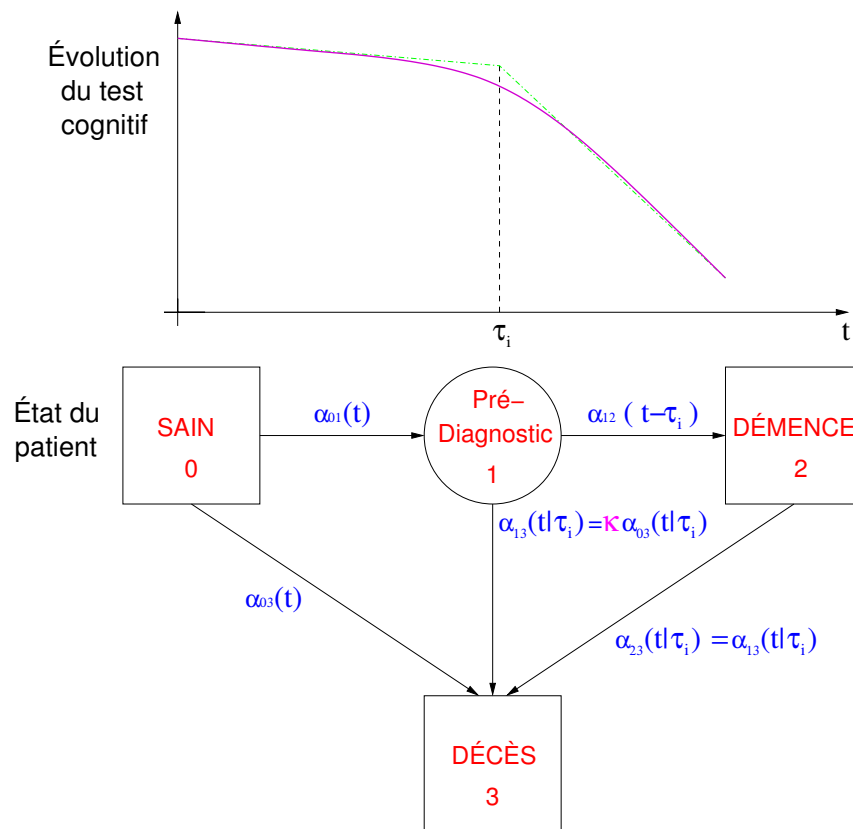 Évolution
du test
cognitif
τᵢ
t
État du
patient
SAIN
0
α₀₁(t)
Pré–
Diagnostic
1
α₁₂ ( t–τᵢ )
DÉMENCE
2
α₁₃(t|τᵢ) = κ α₀₃(t|τᵢ)
α₀₃(t)
α₂₃(t|τᵢ) = α₁₃(t|τᵢ)
DÉCÈS
3